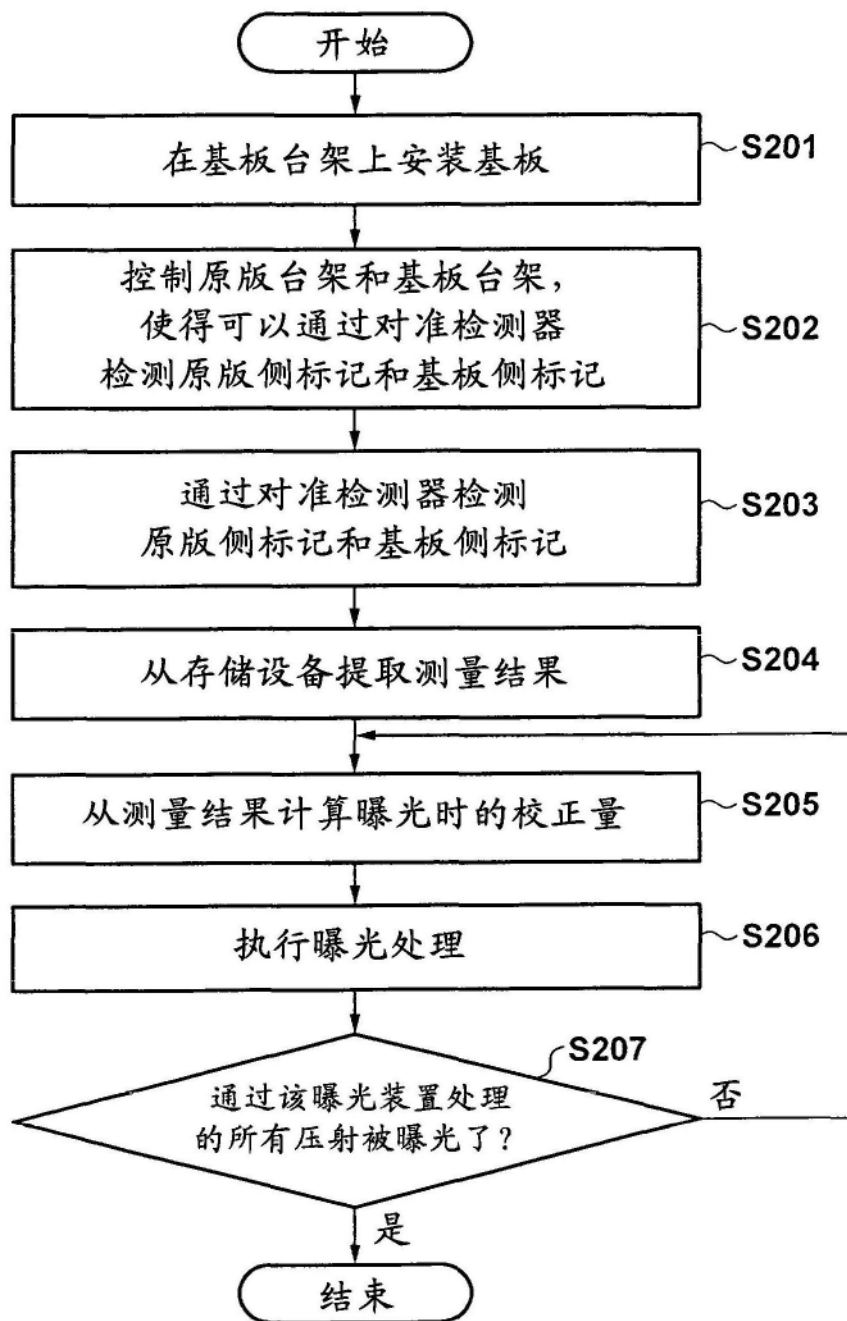 开始
在基板台架上安装基板
S201
控制原版台架和基板台架,
使得可以通过对准检测器
检测原版侧标记和基板侧标记
S202
通过对准检测器检测
原版侧标记和基板侧标记
S203
从存储设备提取测量结果
S204
从测量结果计算曝光时的校正量
S205
执行曝光处理
S206
S207
通过该曝光装置处理
的所有压射被曝光了?
否
是
结束